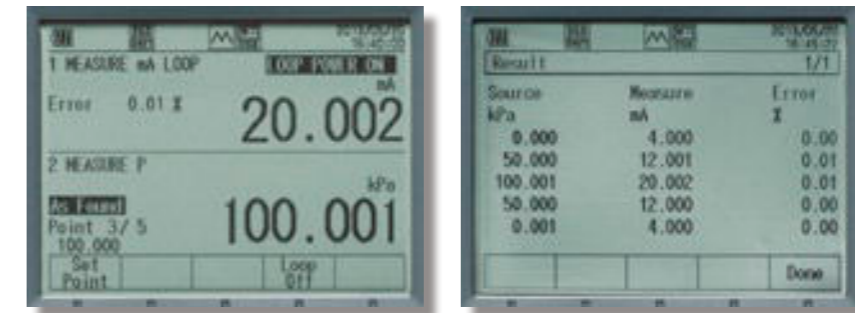 1 MEASURE mA LOOP
LOOP POWER ON
mA
Error 0.01 %
20.002
2 MEASURE P
kPa
As Found
100.001
Point 3/ 5
100.000
Set
Point
Loop
Off
Result 1/1
Source Measure Error
kPa mA %
0.000 4.000 0.00
50.000 12.001 0.01
100.001 20.002 0.01
50.000 12.000 0.00
0.001 4.000 0.00
Done